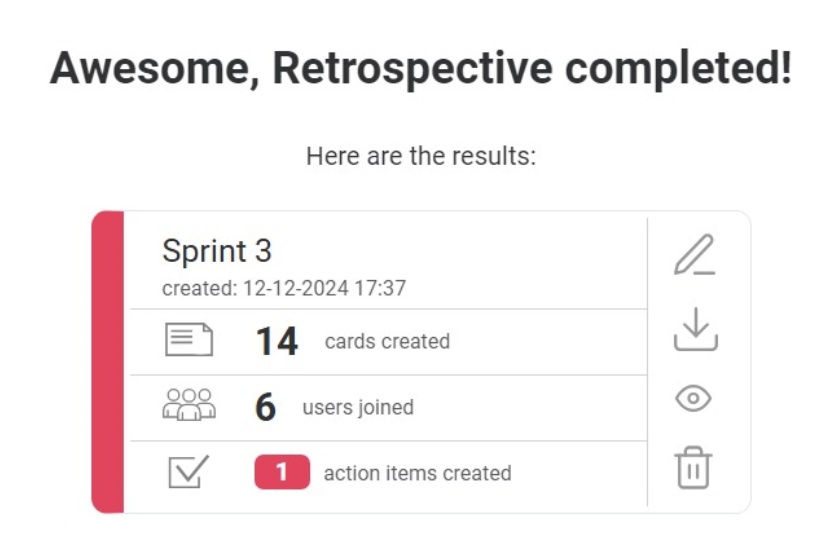 Awesome, Retrospective completed!
Here are the results:
Sprint 3
created: 12-12-2024 17:37
14 cards created
6 users joined
1 action items created